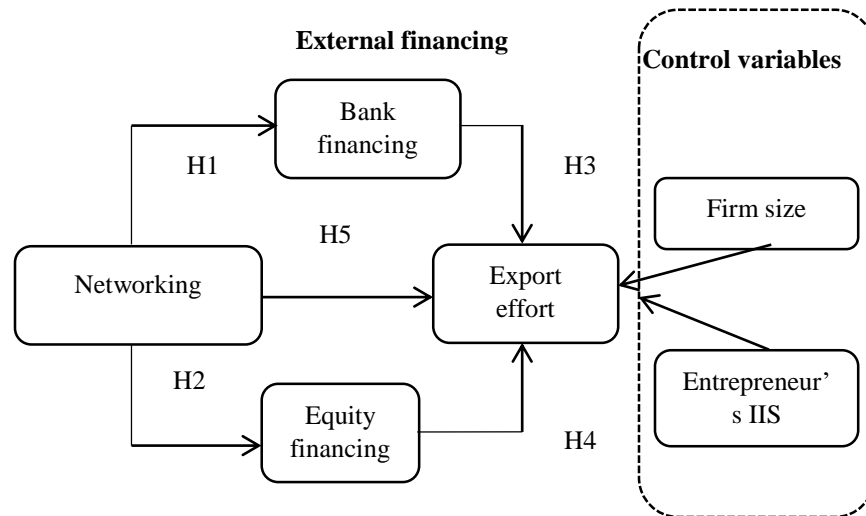 External financing
Control variables
Bank
financing
H1
H3
Firm size
H5
Networking
Export
effort
H2
Equity
financing
H4
Entrepreneur’
s IIS